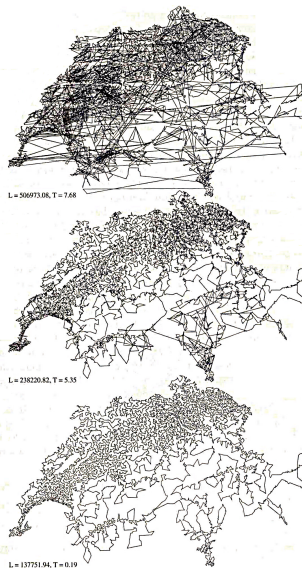 L = 506973.08, T = 7.68
L = 238220.82, T = 5.35
L = 137751.94, T = 0.19